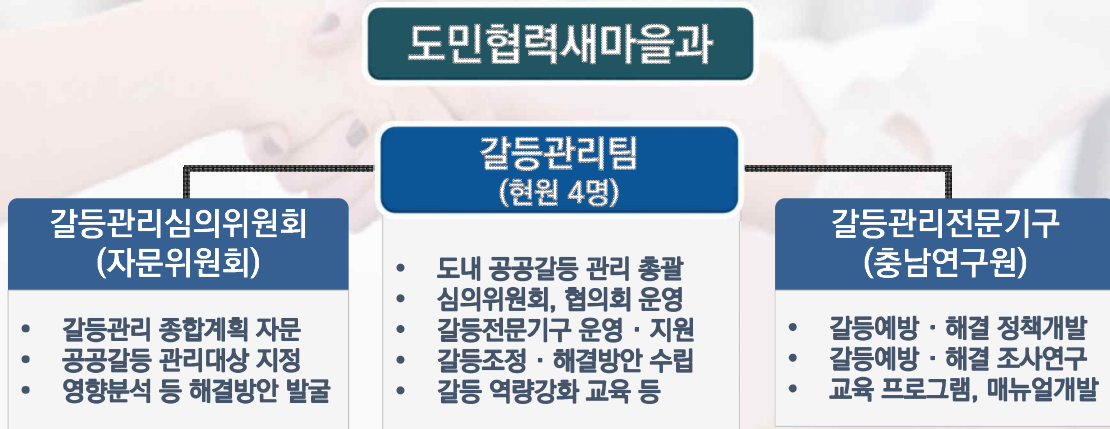 도민협력새마을과
갈등관리팀
(현원 4명)
갈등관리심의위원회
(자문위원회)
• 갈등관리 종합계획 자문
• 공공갈등 관리대상 지정
• 영향분석 등 해결방안 발굴
• 도내 공공갈등 관리 총괄
• 심의위원회, 협의회 운영
• 갈등전문기구 운영 · 지원
• 갈등조정 · 해결방안 수립
• 갈등 역량강화 교육 등
갈등관리전문기구
(충남연구원)
• 갈등예방 · 해결 정책개발
• 갈등예방 · 해결 조사연구
• 교육 프로그램, 매뉴얼개발